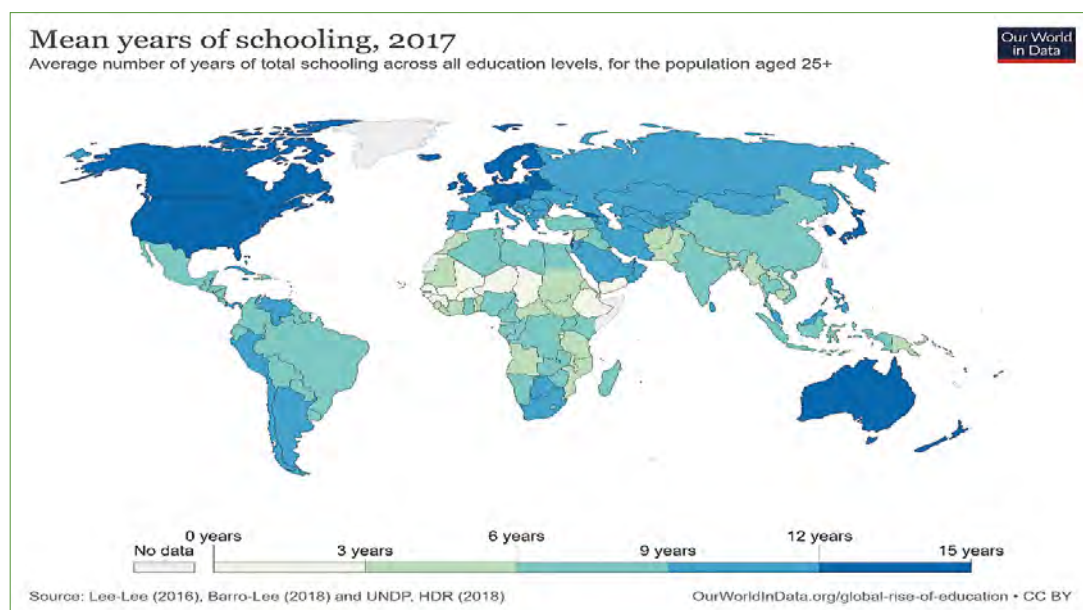 Mean years of schooling, 2017
Average number of years of total schooling across all education levels, for the population aged 25+
Our World
in Data
0 years 6 years 12 years
No data 3 years 9 years 15 years
Source: Lee-Lee (2016), Barro-Lee (2018) and UNDP, HDR (2018) OurWorldInData.org/global-rise-of-education • CC BY